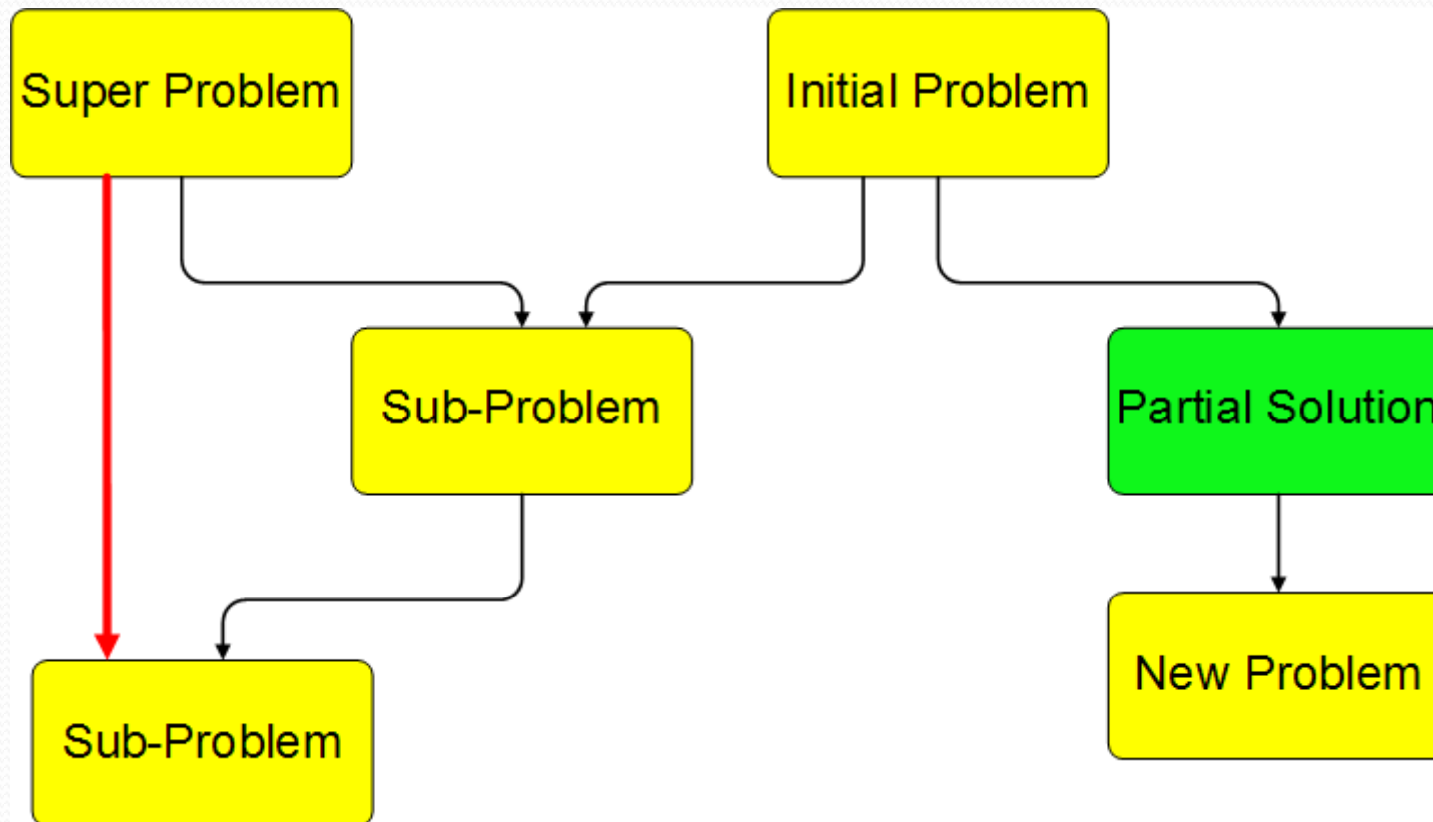 Super Problem
Initial Problem
Sub-Problem
Partial Solution
New Problem
Sub-Problem